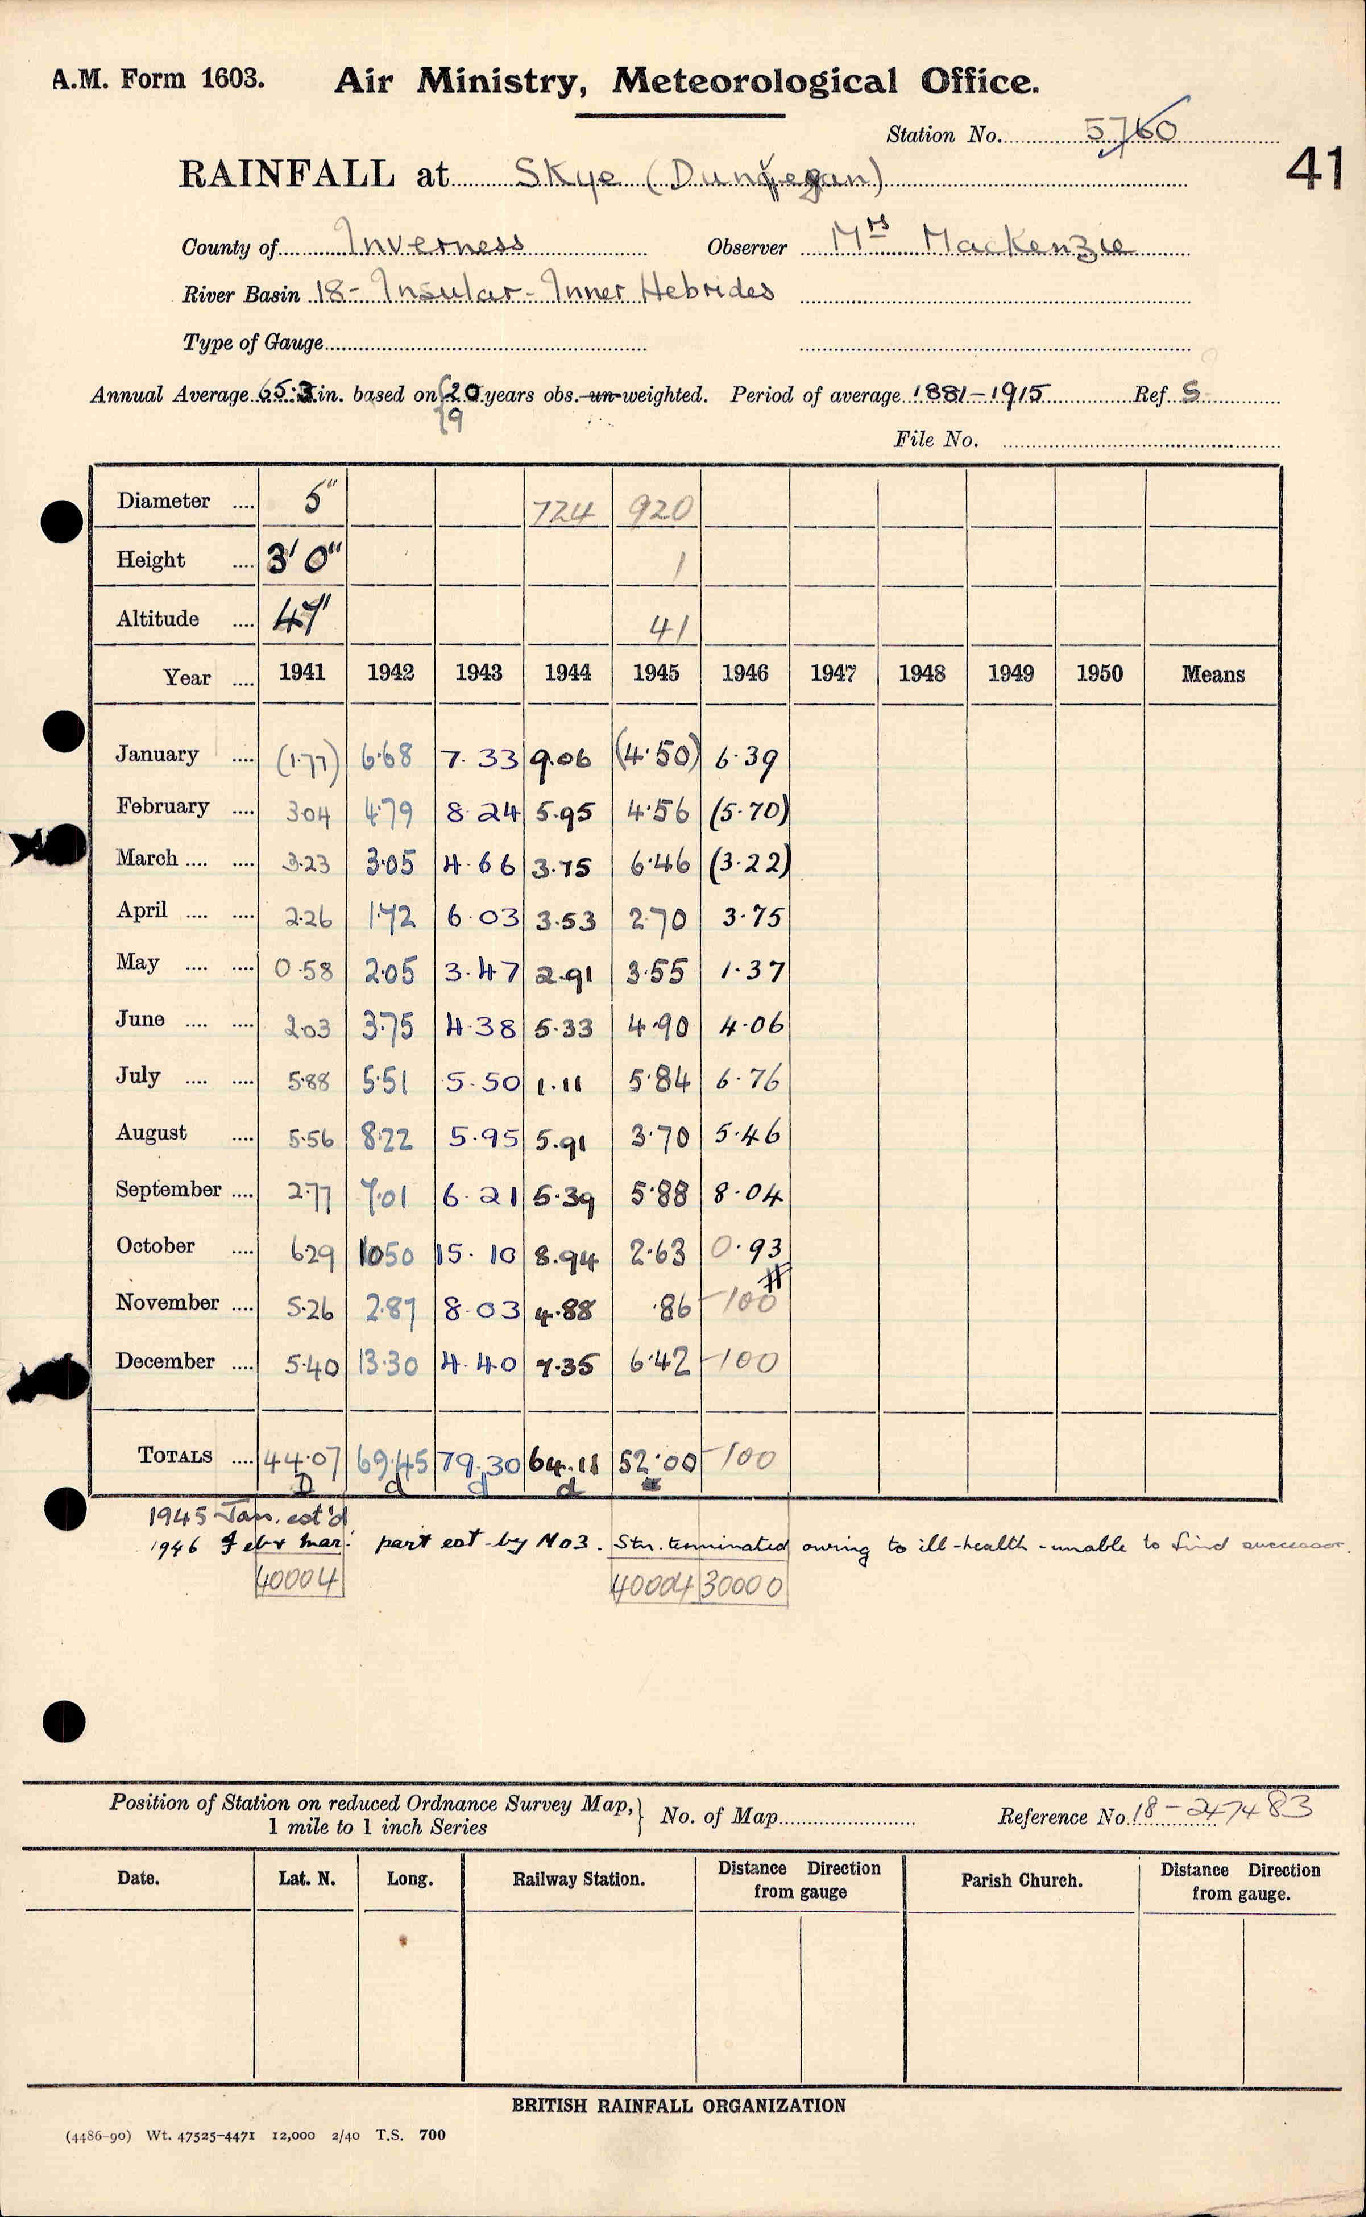 A.M. Form 1603. Air Ministry, Meteorological Office.
Station No. 5760
41
RAINFALL at Skye (Dunvegan)
County of Inverness Observer Mrs Mackenzie
River Basin 18 - Insular - Inner Hebrides
Type of Gauge
Annual Average 65.3 in. based on (20 years obs. un-weighted. Period of average 1881-1915 Ref. S
{9
File No.
Diameter .... 5" 724 920
Height .... 3' 0" 1
Altitude .... 47' 41
Year .... 1941 1942 1943 1944 1945 1946 1947 1948 1949 1950 Means
January .... (1.77) 6.68 7.33 9.06 (4.50) 6.39
February .... 3.04 4.79 8.24 5.95 4.56 (5.70)
March .... .... 3.23 3.05 4.66 3.75 6.46 (3.22)
April .... .... 2.26 1.72 6.03 3.53 2.70 3.75
May .... .... 0.58 2.05 3.47 2.91 3.55 1.37
June .... .... 2.03 3.75 4.38 5.33 4.90 4.06
July .... .... 5.88 5.51 5.50 1.11 5.84 6.76
August .... 5.56 8.22 5.95 5.91 3.70 5.46
September .... 2.77 7.01 6.21 5.39 5.88 8.04
October .... 6.29 10.50 15.10 8.94 2.63 0.93
November .... 5.26 2.87 8.03 4.88 .86 -100 #
December .... 5.40 13.30 4.40 7.35 6.42 -100
TOTALS .... 44.07 69.45 79.30 64.11 52.00 -100
D d d d
1945 Jan. est'd
1946 Feb & Mar: part est by No 3. Stn. terminated owing to ill-health - unable to find successor.
40004 40004 30000
Position of Station on reduced Ordnance Survey Map, } No. of Map Reference No. 18-247483
1 mile to 1 inch Series
Date. Lat. N. Long. Railway Station. Distance Direction from gauge Parish Church. Distance Direction from gauge.
BRITISH RAINFALL ORGANIZATION
(4486-90) Wt. 47525-4471 12,000 2/40 T.S. 700